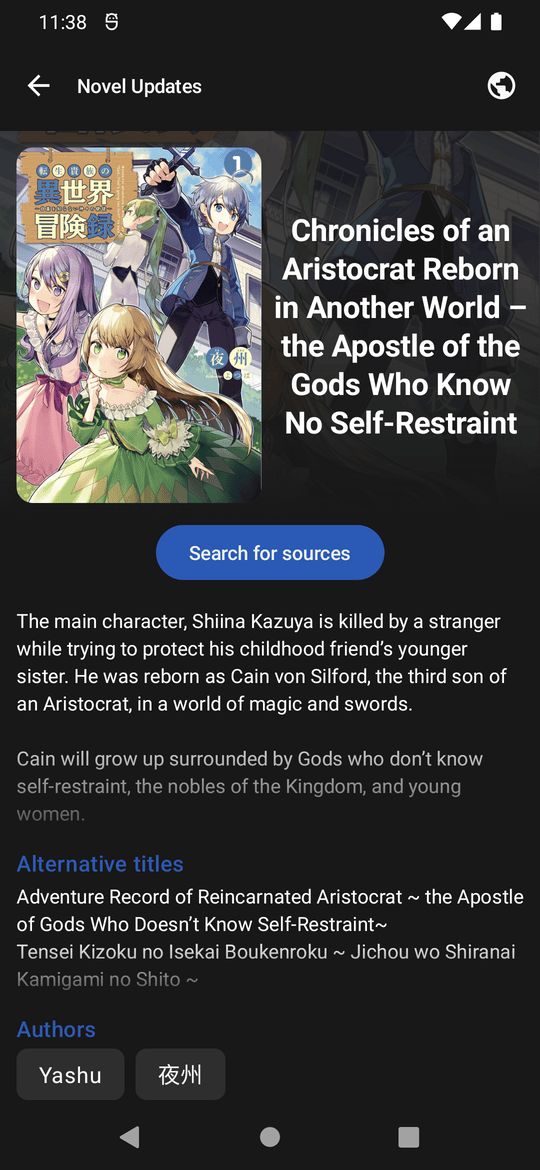 11:38
Novel Updates
1
転生貴族の
異世界
冒険録
夜州
Chronicles of an
Aristocrat Reborn
in Another World –
the Apostle of the
Gods Who Know
No Self-Restraint
Search for sources
The main character, Shiina Kazuya is killed by a stranger
while trying to protect his childhood friend’s younger
sister. He was reborn as Cain von Silford, the third son of
an Aristocrat, in a world of magic and swords.
Cain will grow up surrounded by Gods who don’t know
self-restraint, the nobles of the Kingdom, and young
women.
Alternative titles
Adventure Record of Reincarnated Aristocrat ~ the Apostle
of Gods Who Doesn’t Know Self-Restraint~
Tensei Kizoku no Isekai Boukenroku ~ Jichou wo Shiranai
Kamigami no Shito ~
Authors
Yashu
夜州